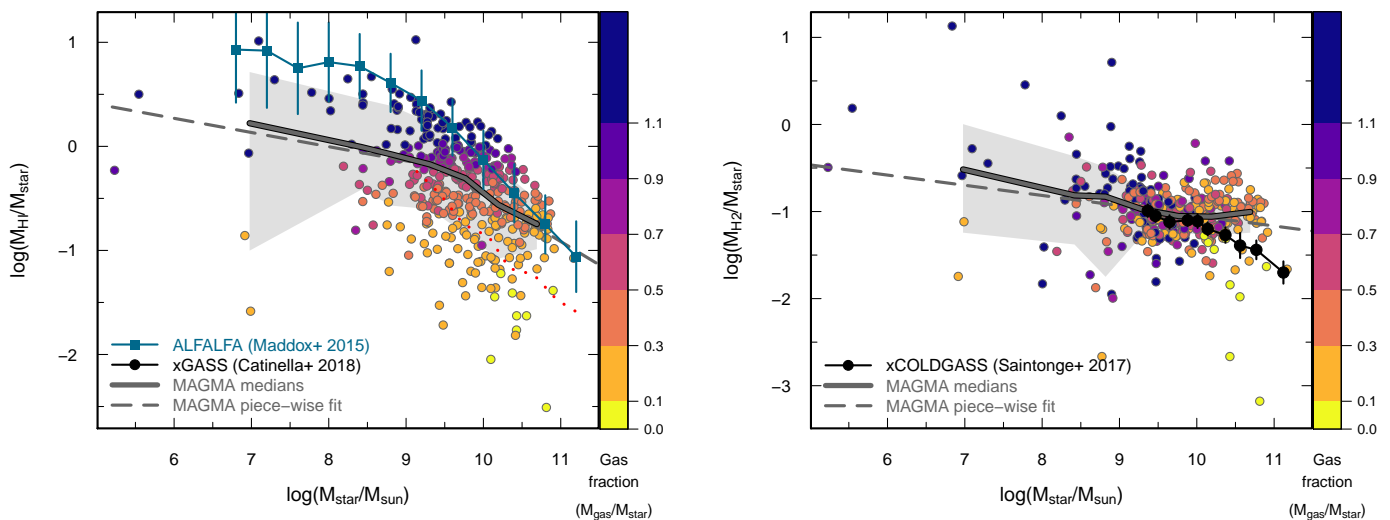 log(M_HI/M_star)
1
0
−1
−2
ALFALFA (Maddox+ 2015)
xGASS (Catinella+ 2018)
MAGMA medians
MAGMA piece−wise fit
6 7 8 9 10 11
log(M_star/M_sun)
1.1
0.9
0.7
0.5
0.3
0.1
0.0
Gas
fraction
(M_gas/M_star)
log(M_H2/M_star)
1
0
−1
−2
−3
xCOLDGASS (Saintonge+ 2017)
MAGMA medians
MAGMA piece−wise fit
6 7 8 9 10 11
log(M_star/M_sun)
1.1
0.9
0.7
0.5
0.3
0.1
0.0
Gas
fraction
(M_gas/M_star)